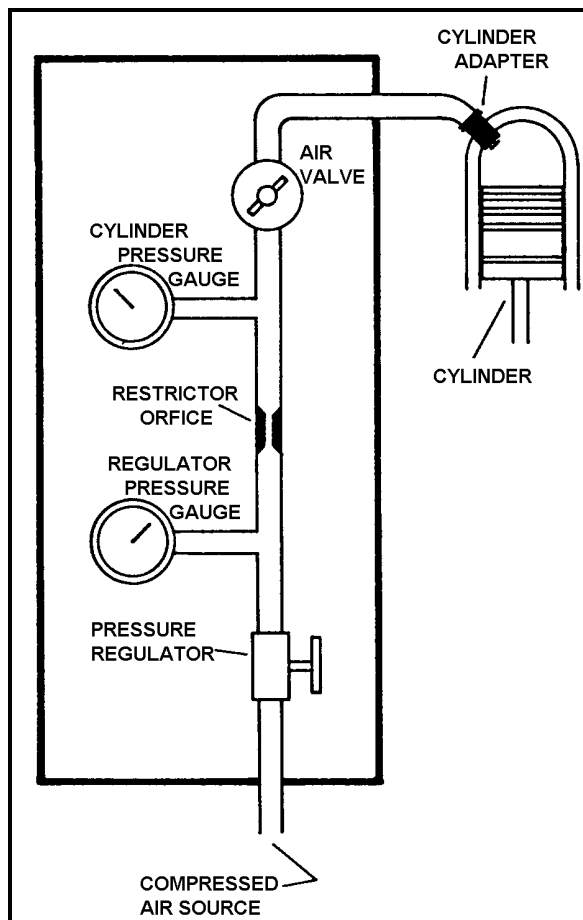 CYLINDER
ADAPTER
AIR
VALVE
CYLINDER
PRESSURE
GAUGE
CYLINDER
RESTRICTOR
ORFICE
REGULATOR
PRESSURE
GAUGE
PRESSURE
REGULATOR
COMPRESSED
AIR SOURCE